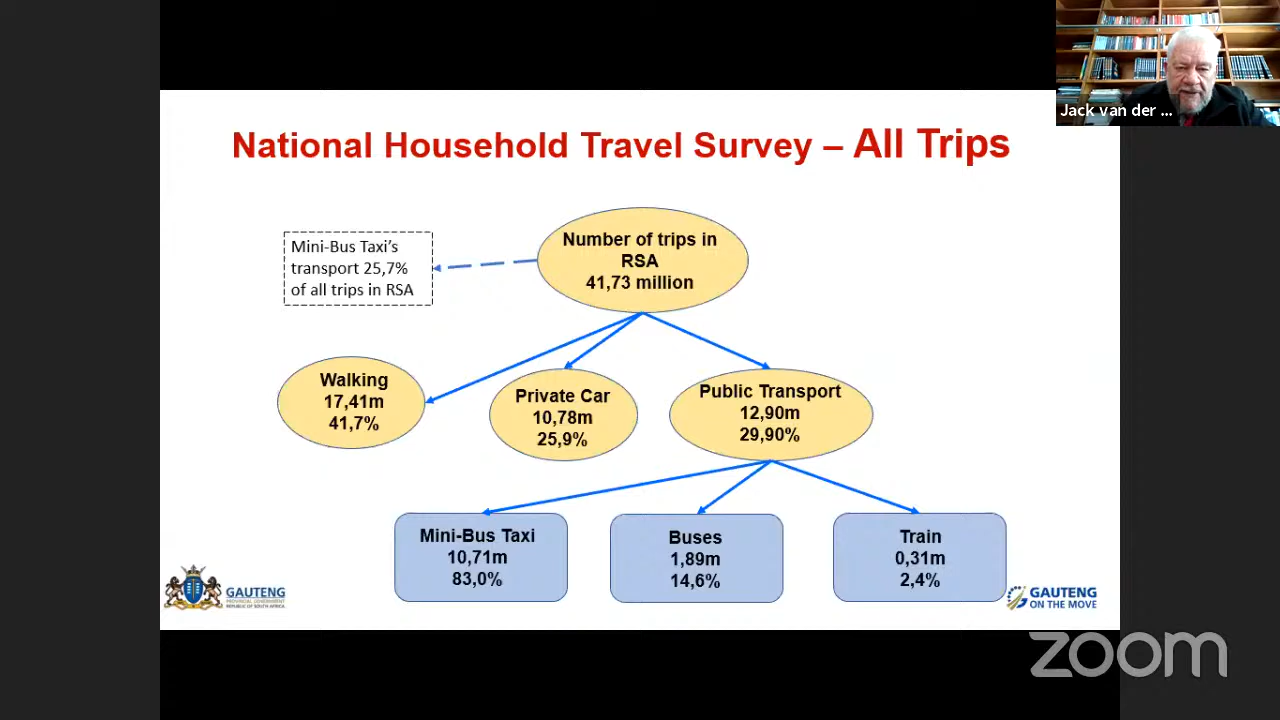 Jack van der ...
National Household Travel Survey – All Trips
Mini-Bus Taxi's
transport 25,7%
of all trips in RSA
Number of trips in
RSA
41,73 million
Walking
17,41m
41,7%
Private Car
10,78m
25,9%
Public Transport
12,90m
29,90%
Mini-Bus Taxi
10,71m
83,0%
Buses
1,89m
14,6%
Train
0,31m
2,4%
GAUTENG
PROVINCIAL GOVERNMENT
REPUBLIC OF SOUTH AFRICA
GAUTENG
ON THE MOVE
zoom